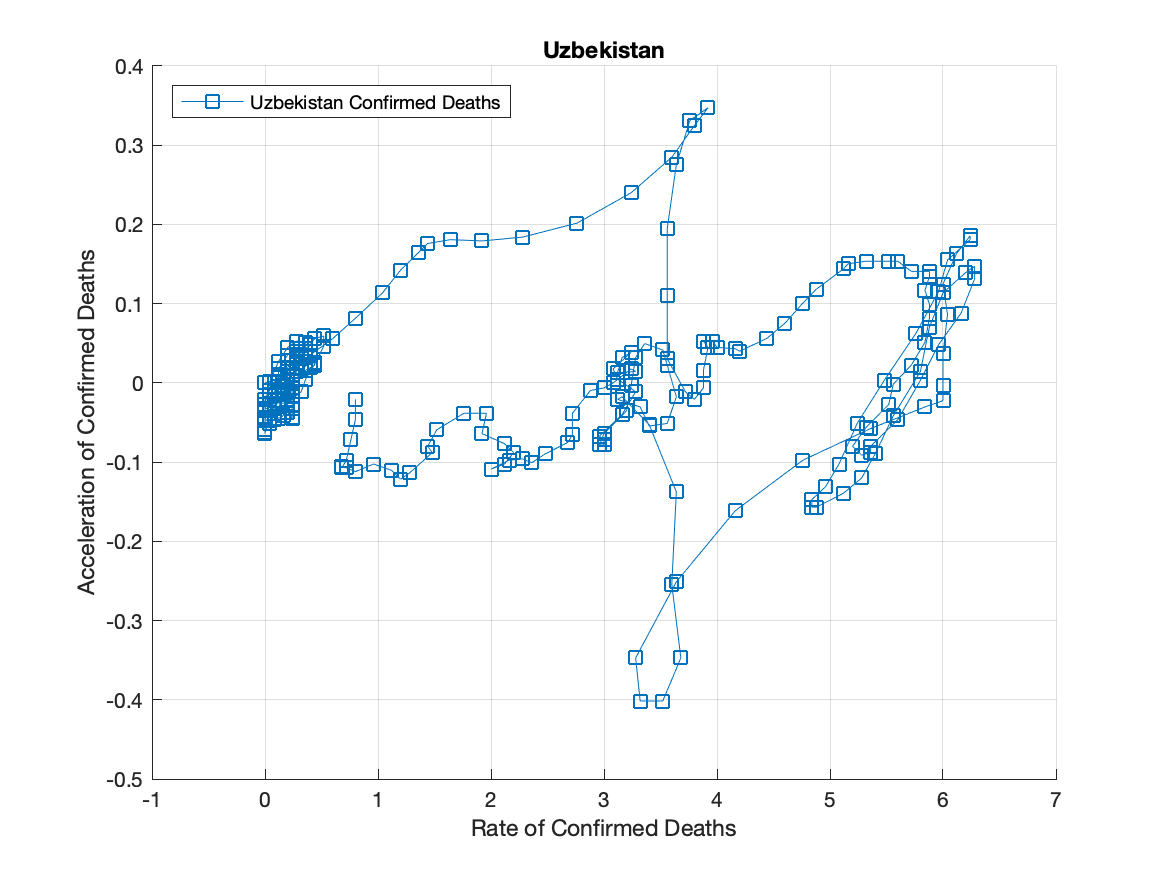 Uzbekistan
0.4
Uzbekistan Confirmed Deaths
0.3
0.2
0.1
0
-0.1
-0.2
-0.3
-0.4
-0.5
Acceleration of Confirmed Deaths
-1 0 1 2 3 4 5 6 7
Rate of Confirmed Deaths